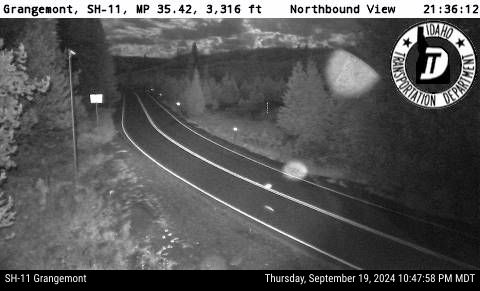 Grangemont, SH-11, MP 35.42, 3,316 ft Northbound View 21:36:12
IDAHO
TRANSPORTATION DEPARTMENT
SH-11 Grangemont Thursday, September 19, 2024 10:47:58 PM MDT